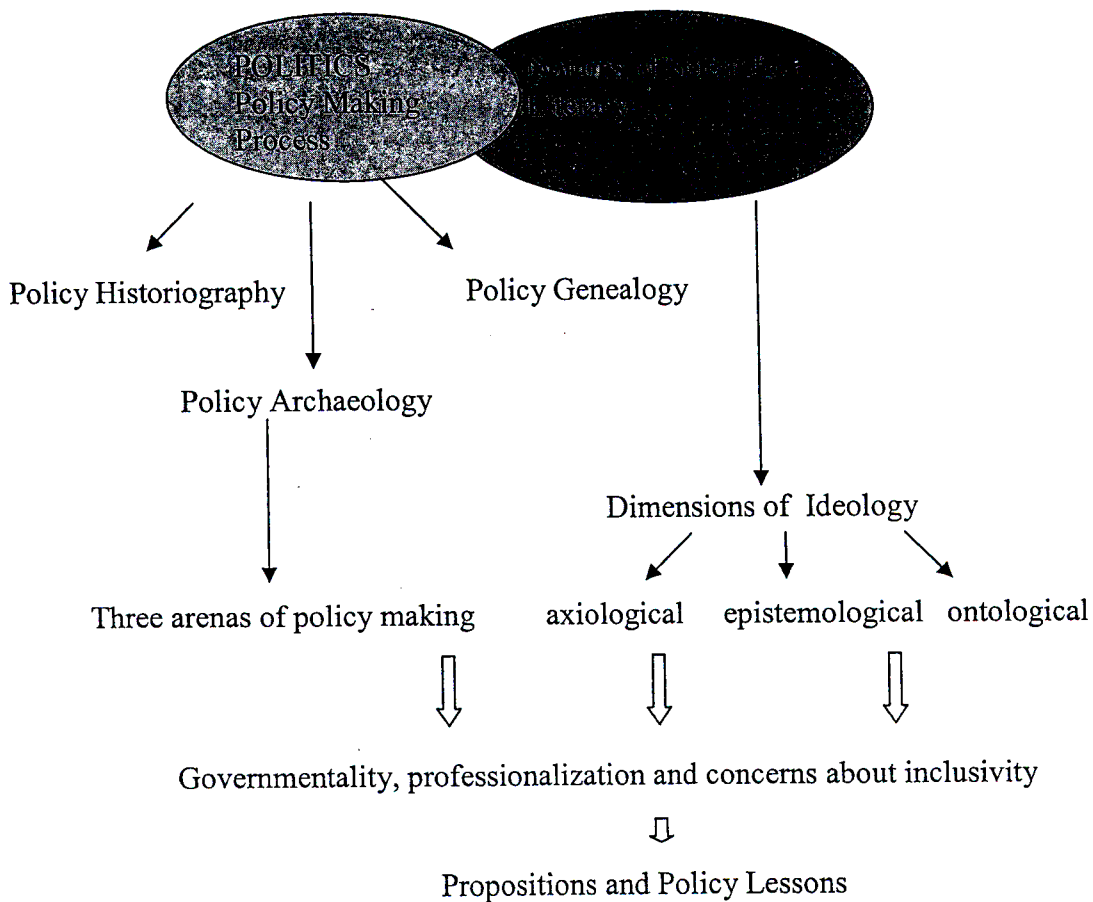 POLITICS
Policy Making
Process
Policy Historiography
Policy Genealogy
Policy Archaeology
Dimensions of Ideology
Three arenas of policy making
axiological
epistemological
ontological
Governmentality, professionalization and concerns about inclusivity
Propositions and Policy Lessons